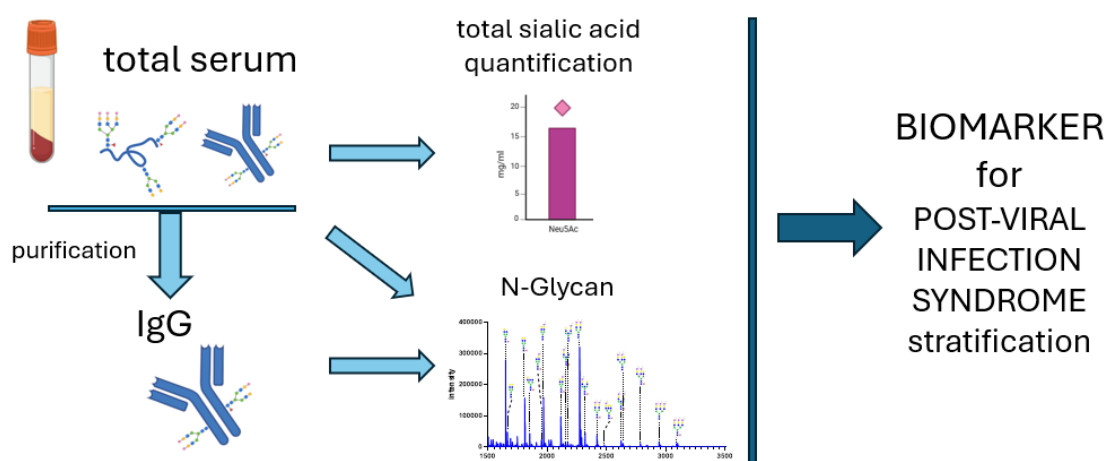 total serum
purification
IgG
total sialic acid
quantification
20
15
10
5
0
mg/ml
Neu5Ac
N-Glycan
400000
300000
200000
100000
0
intensity
1500
2000
2500
3000
3500
BIOMARKER
for
POST-VIRAL
INFECTION
SYNDROME
stratification